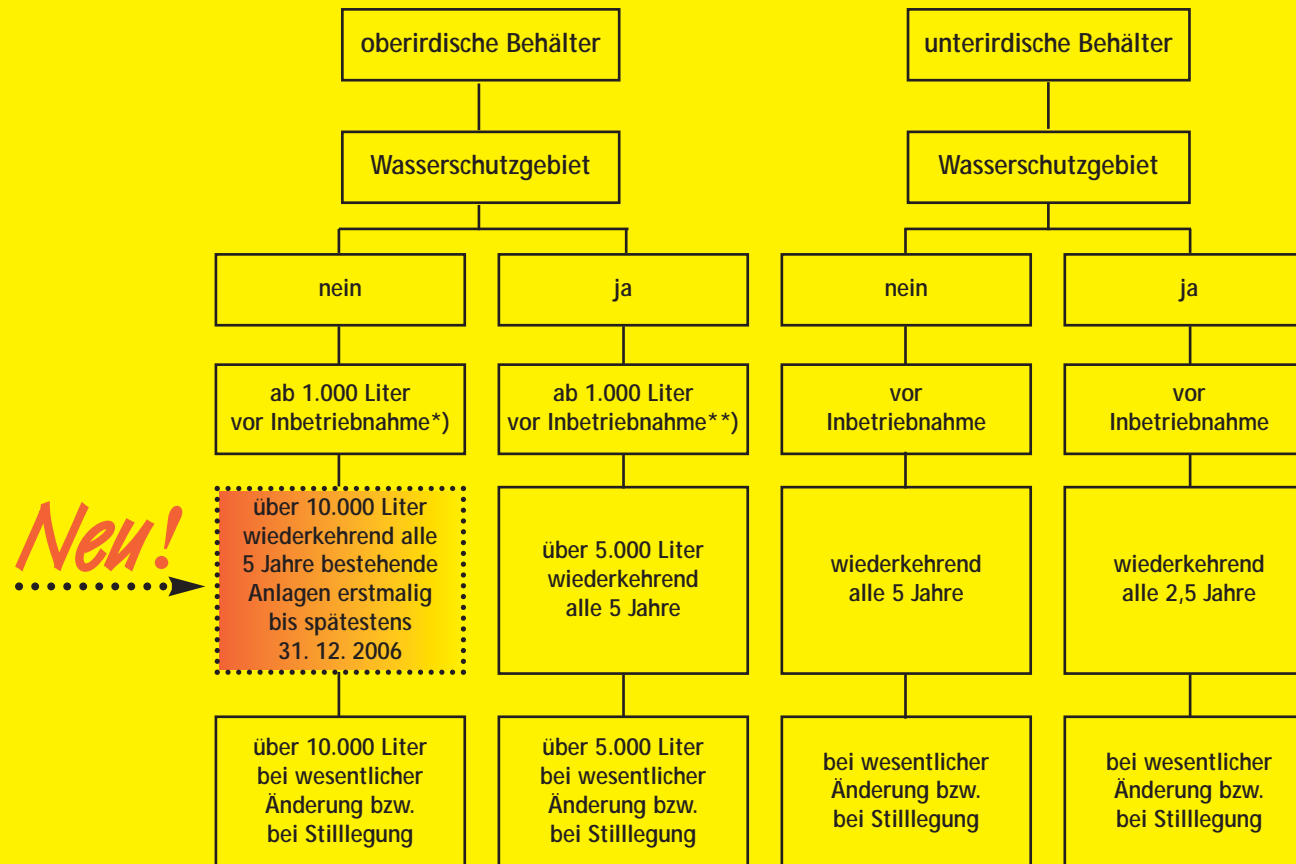 oberirdische Behälter
unterirdische Behälter
Wasserschutzgebiet
Wasserschutzgebiet
nein
ja
nein
ja
ab 1.000 Liter
vor Inbetriebnahme*)
ab 1.000 Liter
vor Inbetriebnahme**)
vor
Inbetriebnahme
vor
Inbetriebnahme
Neu!
über 10.000 Liter
wiederkehrend alle
5 Jahre bestehende
Anlagen erstmalig
bis spätestens
31. 12. 2006
über 5.000 Liter
wiederkehrend
alle 5 Jahre
wiederkehrend
alle 5 Jahre
wiederkehrend
alle 2,5 Jahre
über 10.000 Liter
bei wesentlicher
Änderung bzw.
bei Stilllegung
über 5.000 Liter
bei wesentlicher
Änderung bzw.
bei Stilllegung
bei wesentlicher
Änderung bzw.
bei Stilllegung
bei wesentlicher
Änderung bzw.
bei Stilllegung